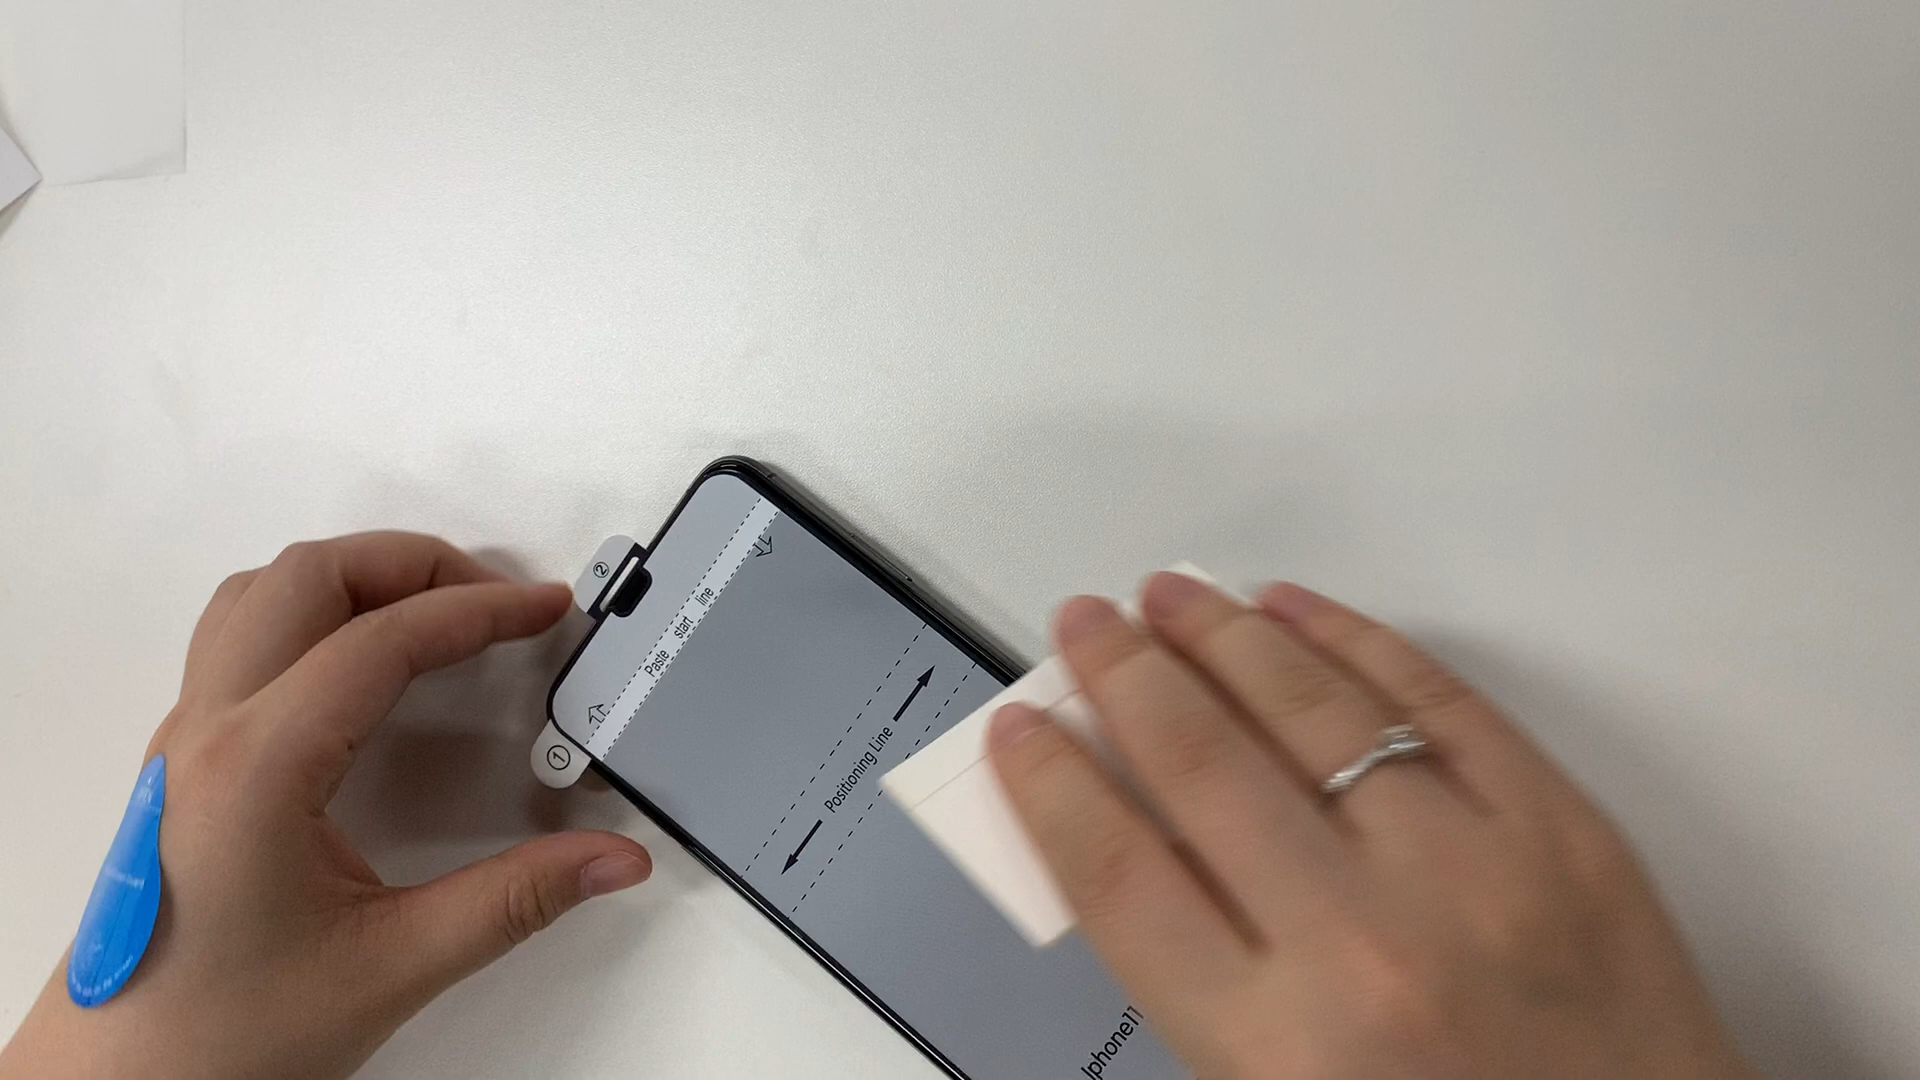 ②
①
Paste start line
Positioning Line
Iphone11